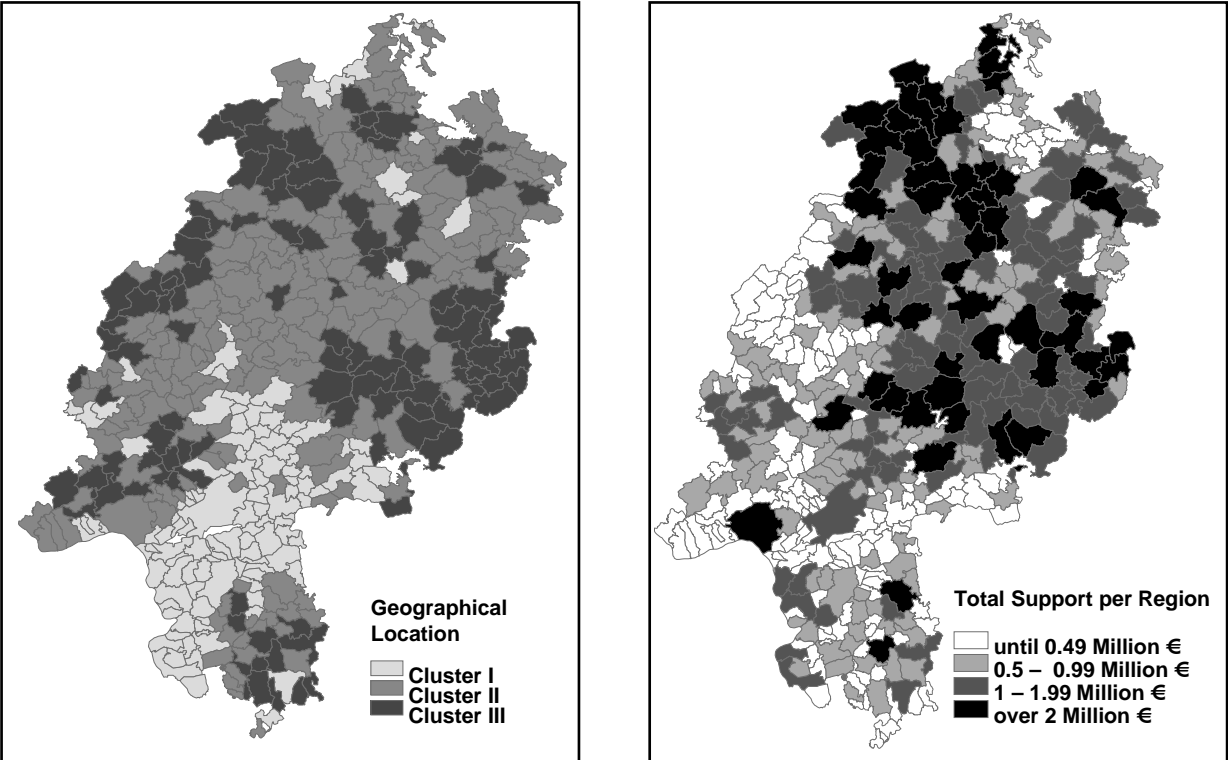 Geographical
Location
Cluster I
Cluster II
Cluster III
Total Support per Region
until 0.49 Million €
0.5 – 0.99 Million €
1 – 1.99 Million €
over 2 Million €